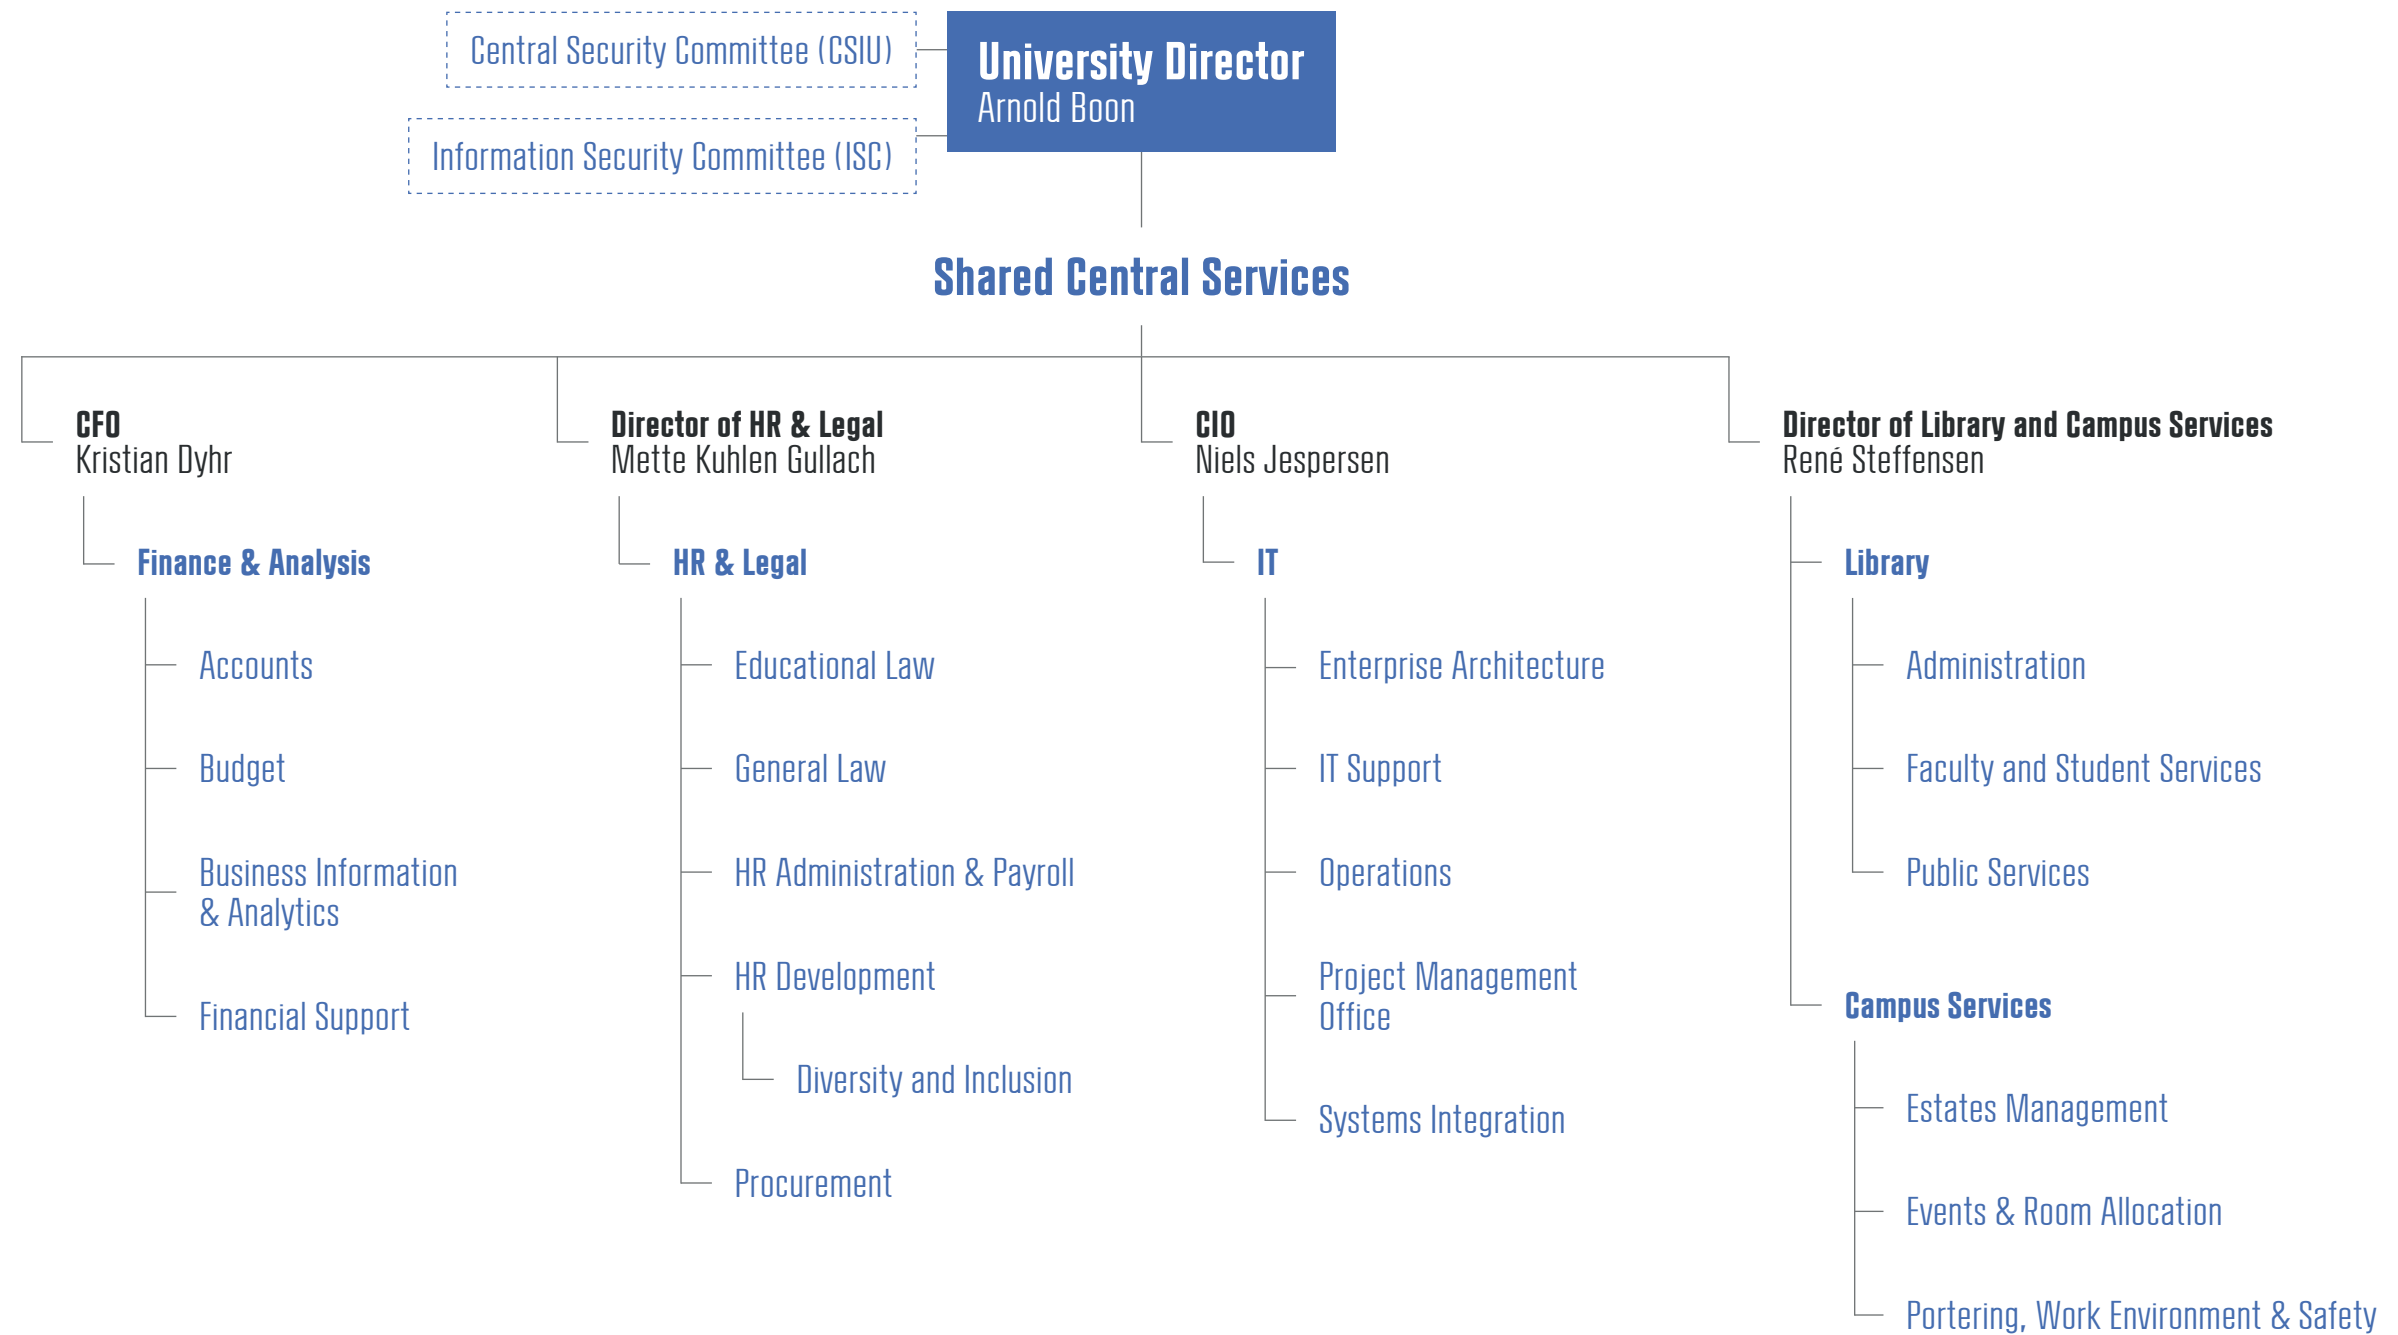 Central Security Committee (CSIU)
University Director
Arnold Boon
Information Security Committee (ISC)
Shared Central Services
CFO
Kristian Dyhr
Finance & Analysis
Accounts
Budget
Business Information
& Analytics
Financial Support
Director of HR & Legal
Mette Kuhlen Gullach
HR & Legal
Educational Law
General Law
HR Administration & Payroll
HR Development
Diversity and Inclusion
Procurement
CIO
Niels Jespersen
IT
Enterprise Architecture
IT Support
Operations
Project Management
Office
Systems Integration
Director of Library and Campus Services
René Steffensen
Library
Administration
Faculty and Student Services
Public Services
Campus Services
Estates Management
Events & Room Allocation
Portering, Work Environment & Safety